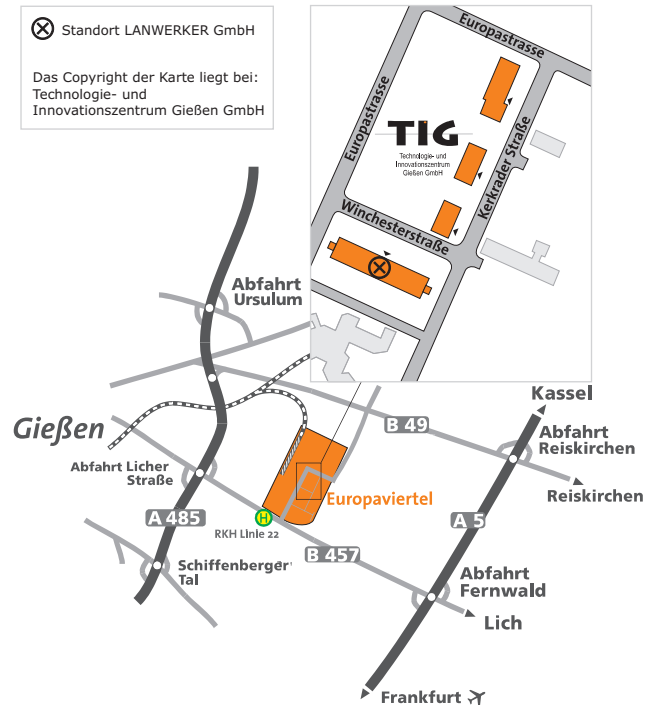 Standort LANWERKER GmbH
Das Copyright der Karte liegt bei:
Technologie- und
Innovationszentrum Gießen GmbH
Europastrasse
Europastrasse
TIG
Technologie- und
Innovationszentrum
Gießen GmbH
Kerkrader Straße
Winchesterstraße
Abfahrt
Ursulum
Kassel
Gießen
B 49
Abfahrt
Reiskirchen
Abfahrt Licher
Straße
Reiskirchen
Europaviertel
A 485
H
A 5
RKH Linie 22
B 457
Schiffenberger
Tal
Abfahrt
Fernwald
Lich
Frankfurt